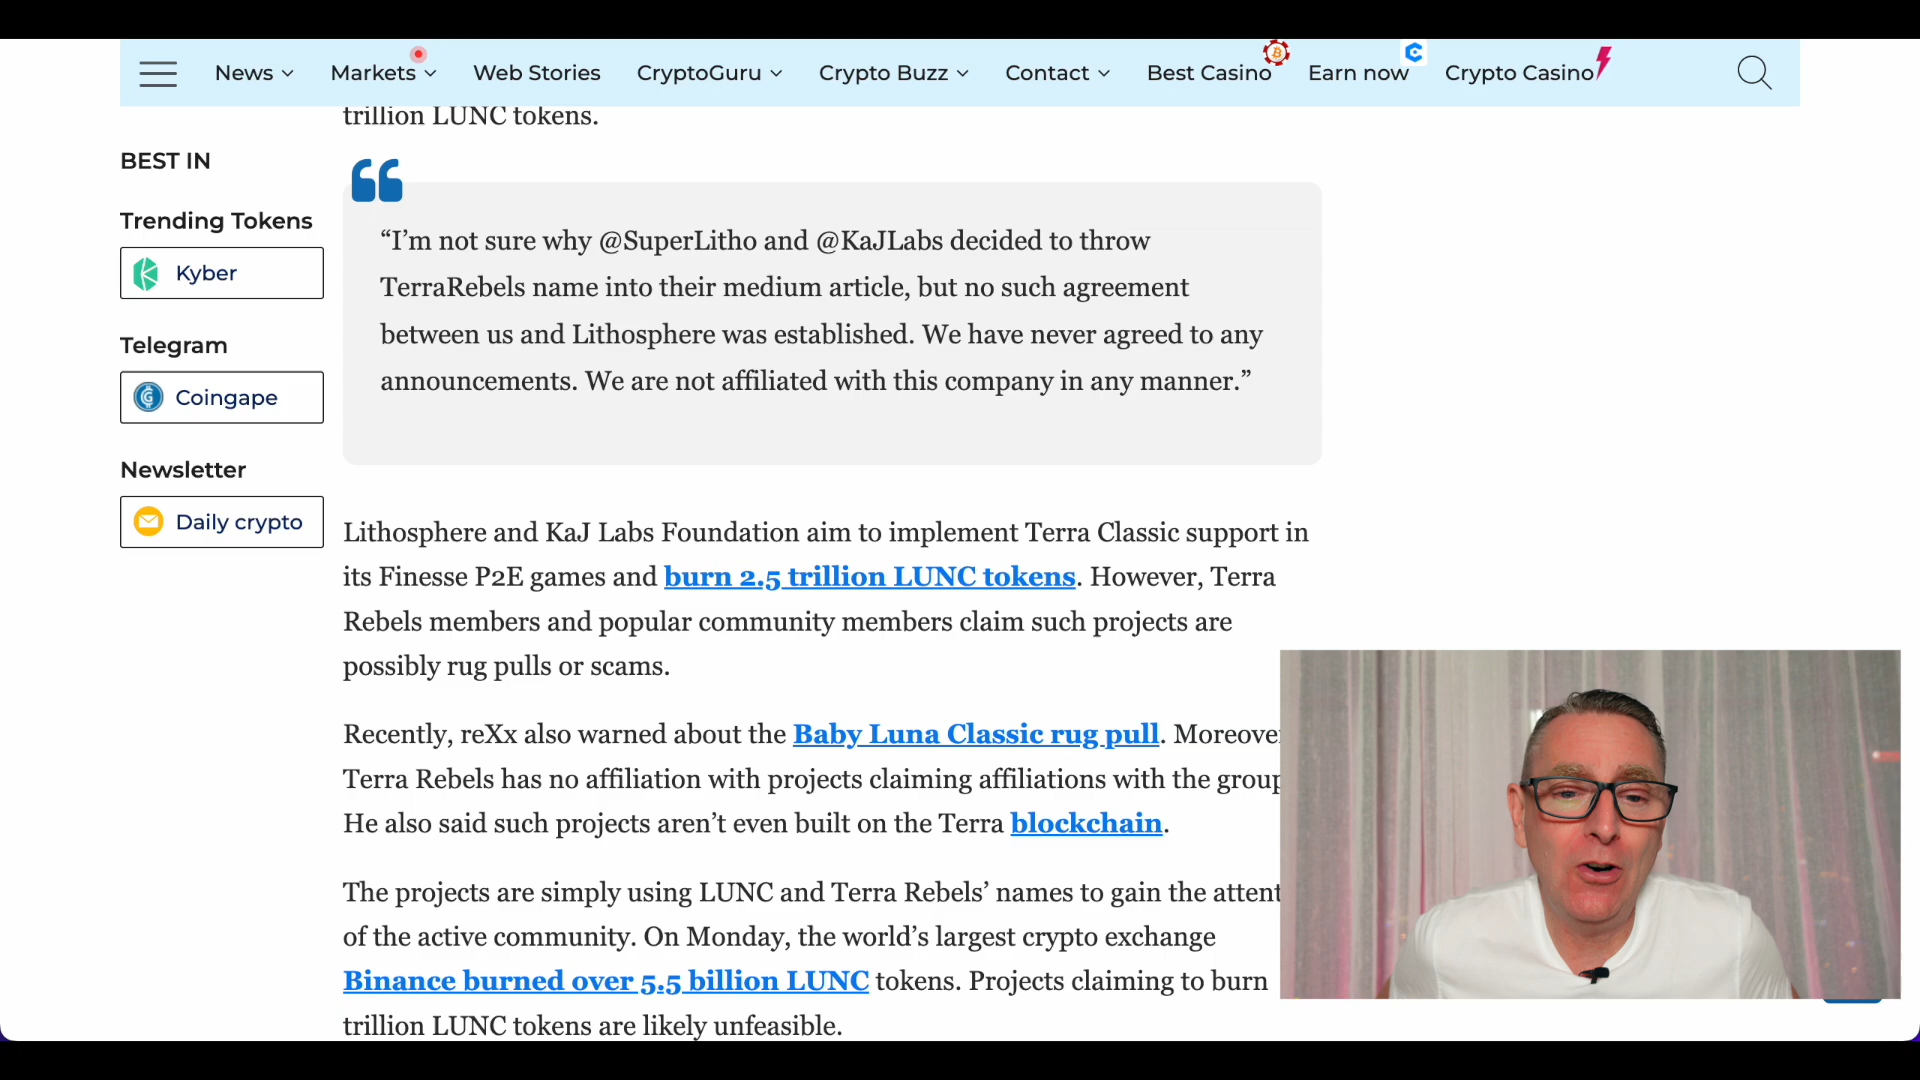 News
Markets
Web Stories
CryptoGuru
Crypto Buzz
Contact
Best Casino
Earn now
Crypto Casino
trillion LUNC tokens.
BEST IN
Trending Tokens
Kyber
Telegram
Coingape
Newsletter
Daily crypto
“I’m not sure why @SuperLitho and @KaJLabs decided to throw
TerraRebels name into their medium article, but no such agreement
between us and Lithosphere was established. We have never agreed to any
announcements. We are not affiliated with this company in any manner.”
Lithosphere and KaJ Labs Foundation aim to implement Terra Classic support in
its Finesse P2E games and burn 2.5 trillion LUNC tokens. However, Terra
Rebels members and popular community members claim such projects are
possibly rug pulls or scams.
Recently, reXx also warned about the Baby Luna Classic rug pull. Moreove
Terra Rebels has no affiliation with projects claiming affiliations with the group
He also said such projects aren’t even built on the Terra blockchain.
The projects are simply using LUNC and Terra Rebels’ names to gain the attent
of the active community. On Monday, the world’s largest crypto exchange
Binance burned over 5.5 billion LUNC tokens. Projects claiming to burn
trillion LUNC tokens are likely unfeasible.